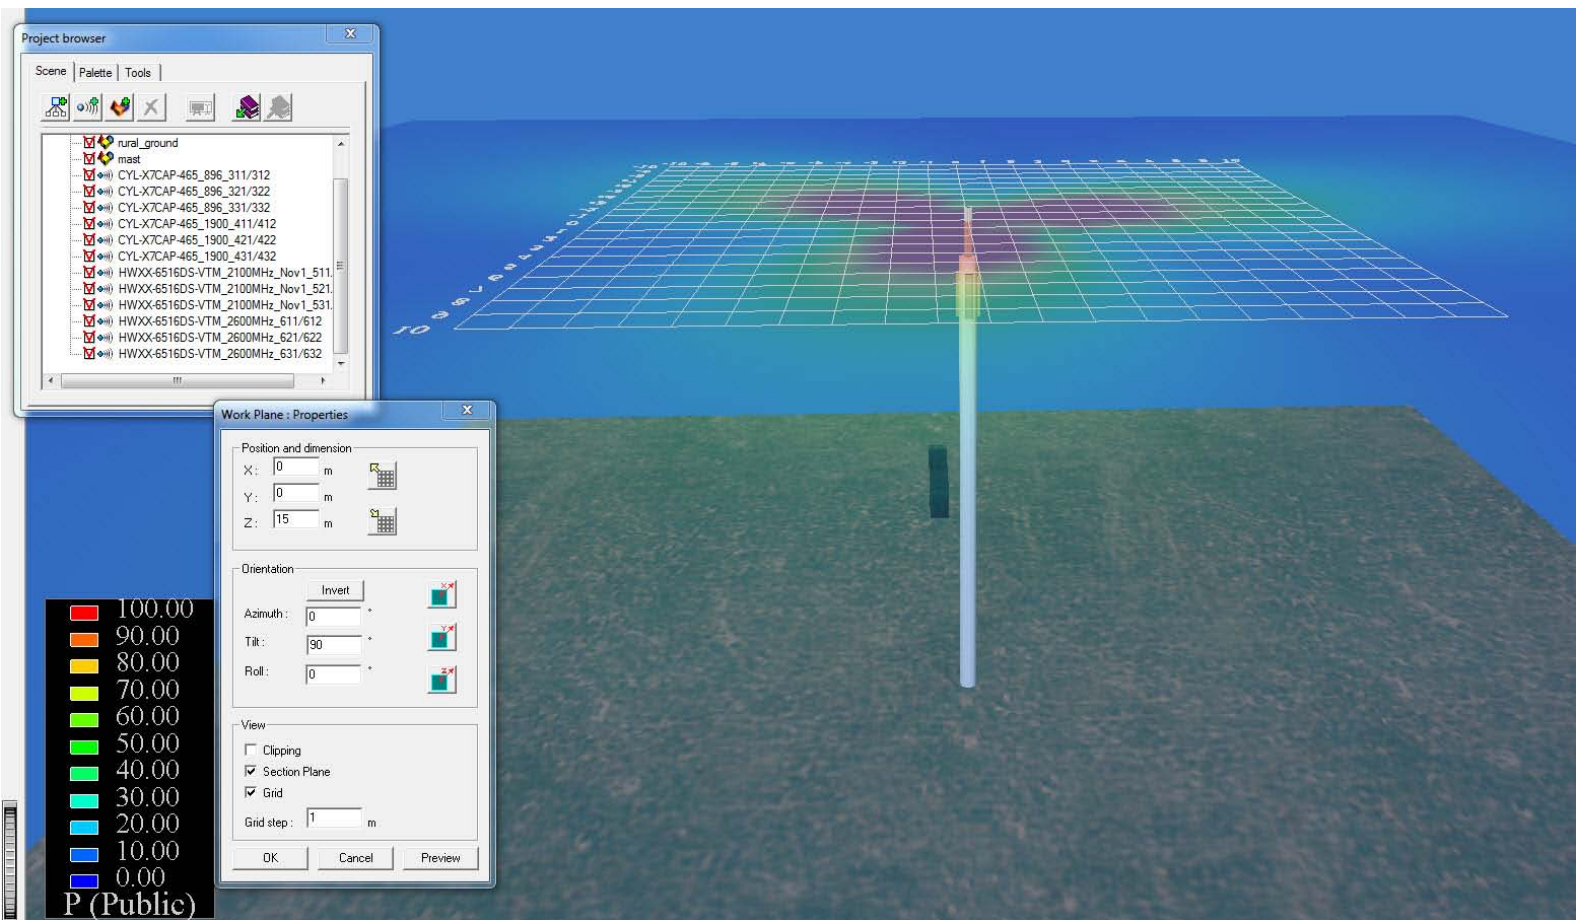 Project browser
Scene Palette Tools
rural_ground
mast
CYL-X7CAP-465_896_311/312
CYL-X7CAP-465_896_321/322
CYL-X7CAP-465_896_331/332
CYL-X7CAP-465_1900_411/412
CYL-X7CAP-465_1900_421/422
CYL-X7CAP-465_1900_431/432
HWXX-6516DS-VTM_2100MHz_Nov1_511.
HWXX-6516DS-VTM_2100MHz_Nov1_521.
HWXX-6516DS-VTM_2100MHz_Nov1_531.
HWXX-6516DS-VTM_2600MHz_611/612
HWXX-6516DS-VTM_2600MHz_621/622
HWXX-6516DS-VTM_2600MHz_631/632
Work Plane : Properties
Position and dimension
X : 0 m
Y : 0 m
Z : 15 m
Orientation
Invert
Azimuth : 0 °
Tilt : 90 °
Roll : 0 °
View
Clipping
Section Plane
Grid
Grid step : 1 m
OK Cancel Preview
100.00
90.00
80.00
70.00
60.00
50.00
40.00
30.00
20.00
10.00
0.00
P (Public)